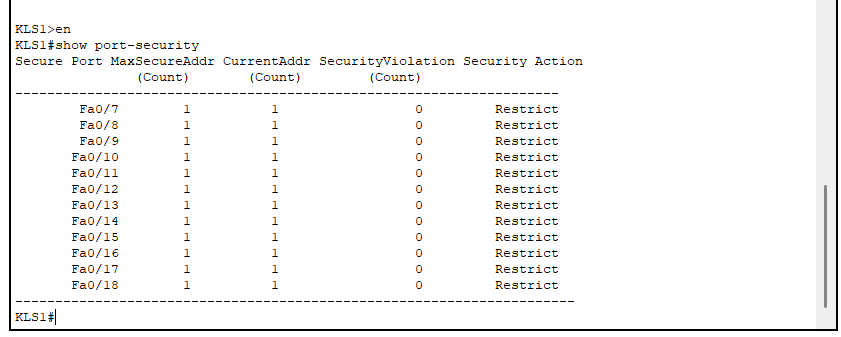 KLS1>en
KLS1#show port-security
Secure Port MaxSecureAddr CurrentAddr SecurityViolation Security Action
(Count) (Count) (Count)
--------------------------------------------------------------------
Fa0/7 1 1 0 Restrict
Fa0/8 1 1 0 Restrict
Fa0/9 1 1 0 Restrict
Fa0/10 1 1 0 Restrict
Fa0/11 1 1 0 Restrict
Fa0/12 1 1 0 Restrict
Fa0/13 1 1 0 Restrict
Fa0/14 1 1 0 Restrict
Fa0/15 1 1 0 Restrict
Fa0/16 1 1 0 Restrict
Fa0/17 1 1 0 Restrict
Fa0/18 1 1 0 Restrict
----------------------------------------------------------------------
KLS1#